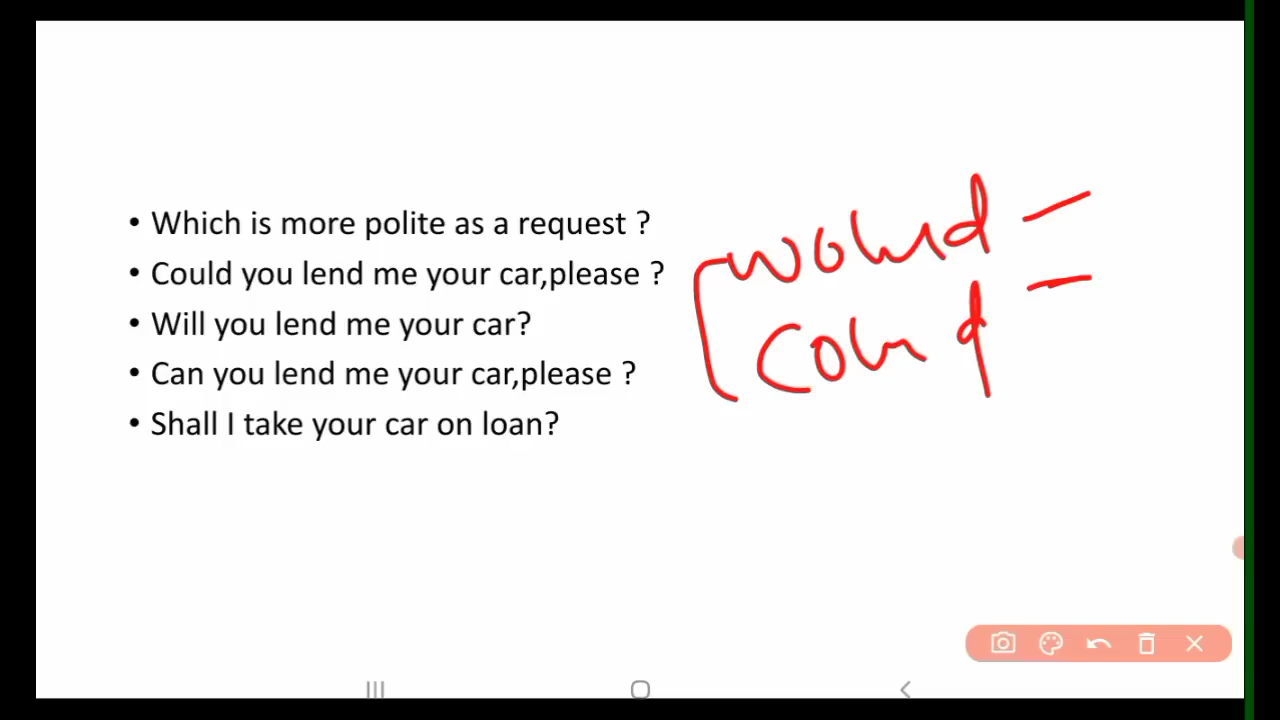 • Which is more polite as a request ?
• Could you lend me your car,please ?
• Will you lend me your car?
• Can you lend me your car,please ?
• Shall I take your car on loan?
would -
could -